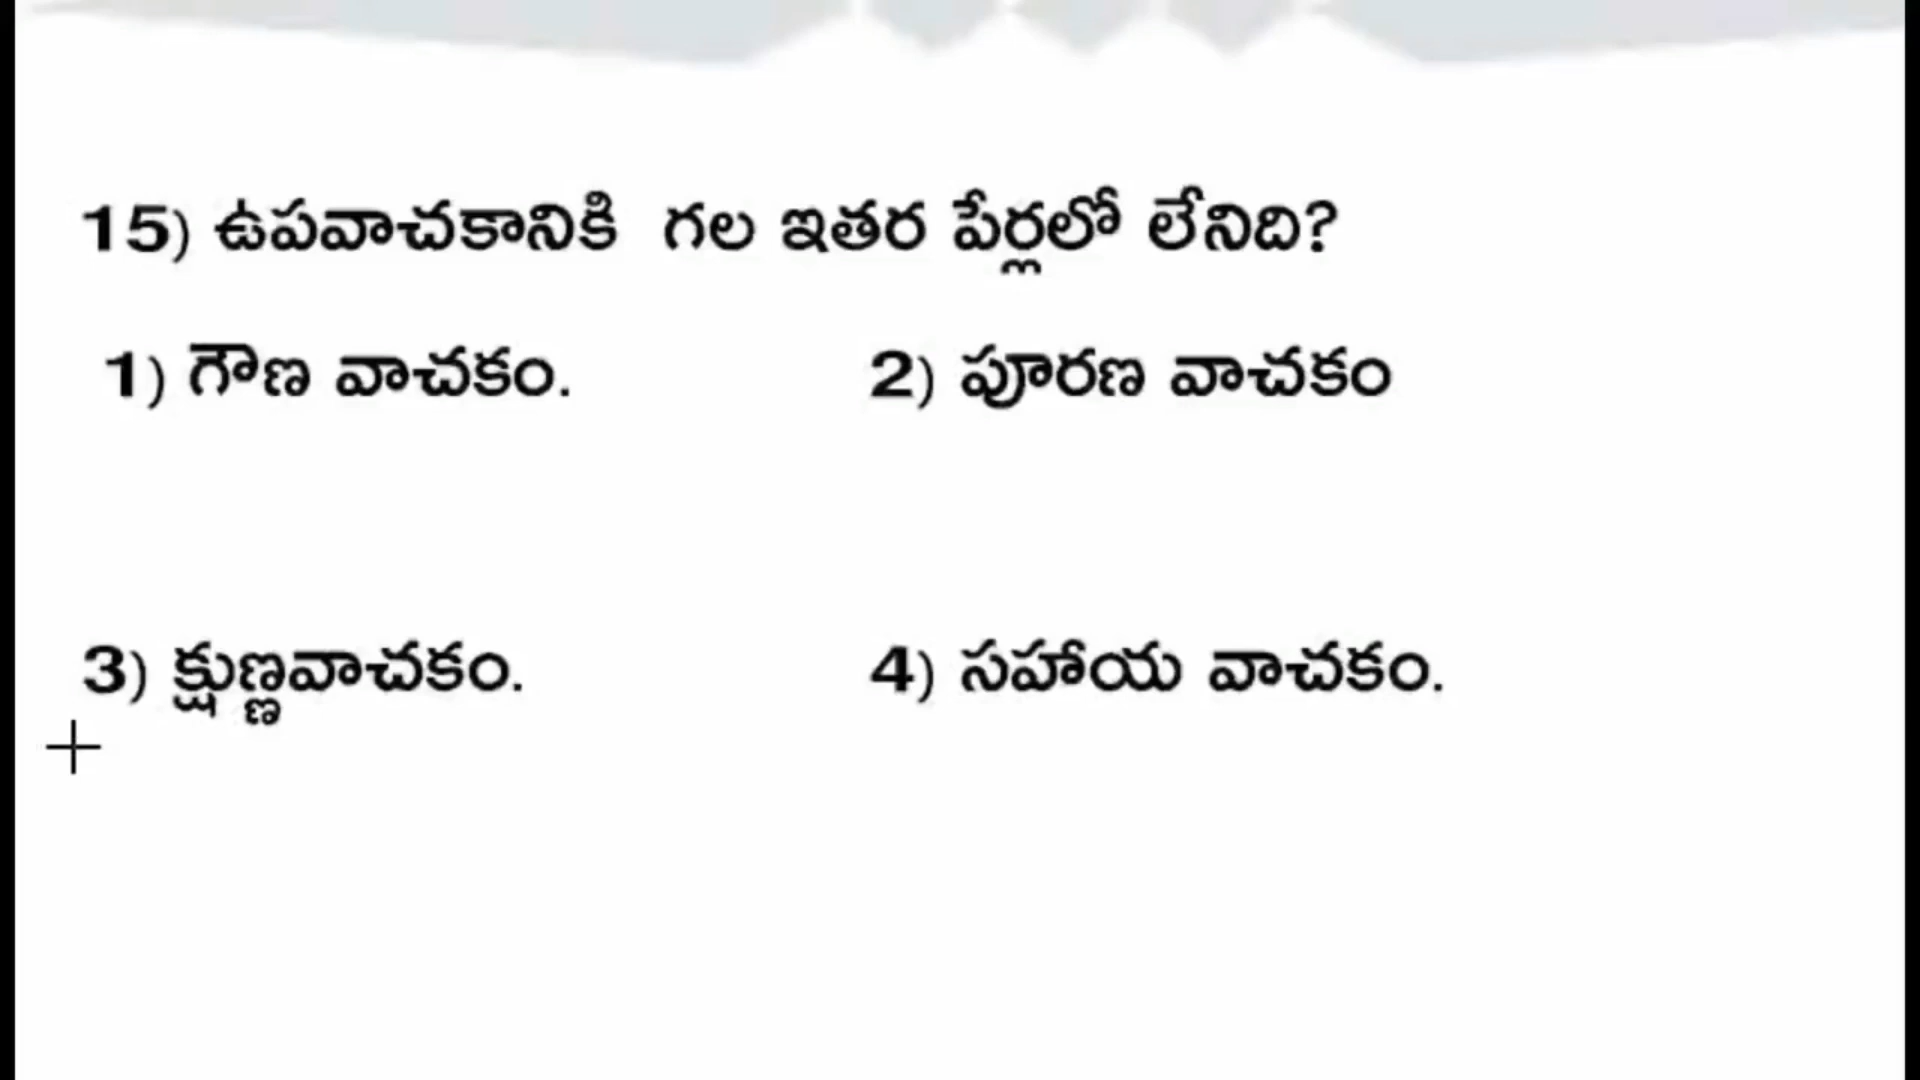 15) ఉపవాచకానికి గల ఇతర పేర్లలో లేనిది?
1) గౌణ వాచకం. 2) పూరణ వాచకం
3) క్షుణ్ణవాచకం. 4) సహాయ వాచకం.